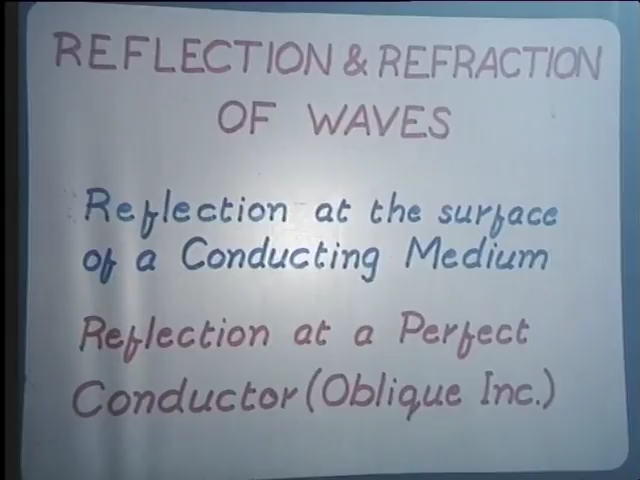 REFLECTION & REFRACTION
OF WAVES
Reflection at the surface
of a Conducting Medium
Reflection at a Perfect
Conductor (Oblique Inc.)